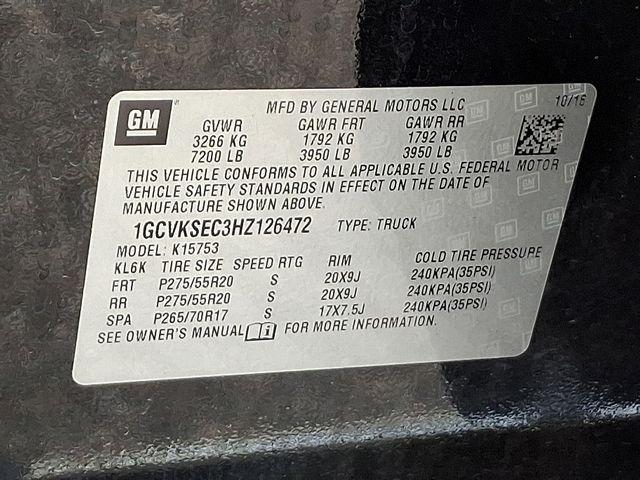 GM
MFD BY GENERAL MOTORS LLC 10/16
GVWR GAWR FRT GAWR RR
3266 KG 1792 KG 1792 KG
7200 LB 3950 LB 3950 LB
THIS VEHICLE CONFORMS TO ALL APPLICABLE U.S. FEDERAL MOTOR
VEHICLE SAFETY STANDARDS IN EFFECT ON THE DATE OF
MANUFACTURE SHOWN ABOVE.
1GCVKSEC3HZ126472 TYPE: TRUCK
MODEL: K15753
KL6K TIRE SIZE SPEED RTG RIM COLD TIRE PRESSURE
FRT P275/55R20 S 20X9J 240KPA(35PSI)
RR P275/55R20 S 20X9J 240KPA(35PSI)
SPA P265/70R17 S 17X7.5J 240KPA(35PSI)
SEE OWNER'S MANUAL FOR MORE INFORMATION.